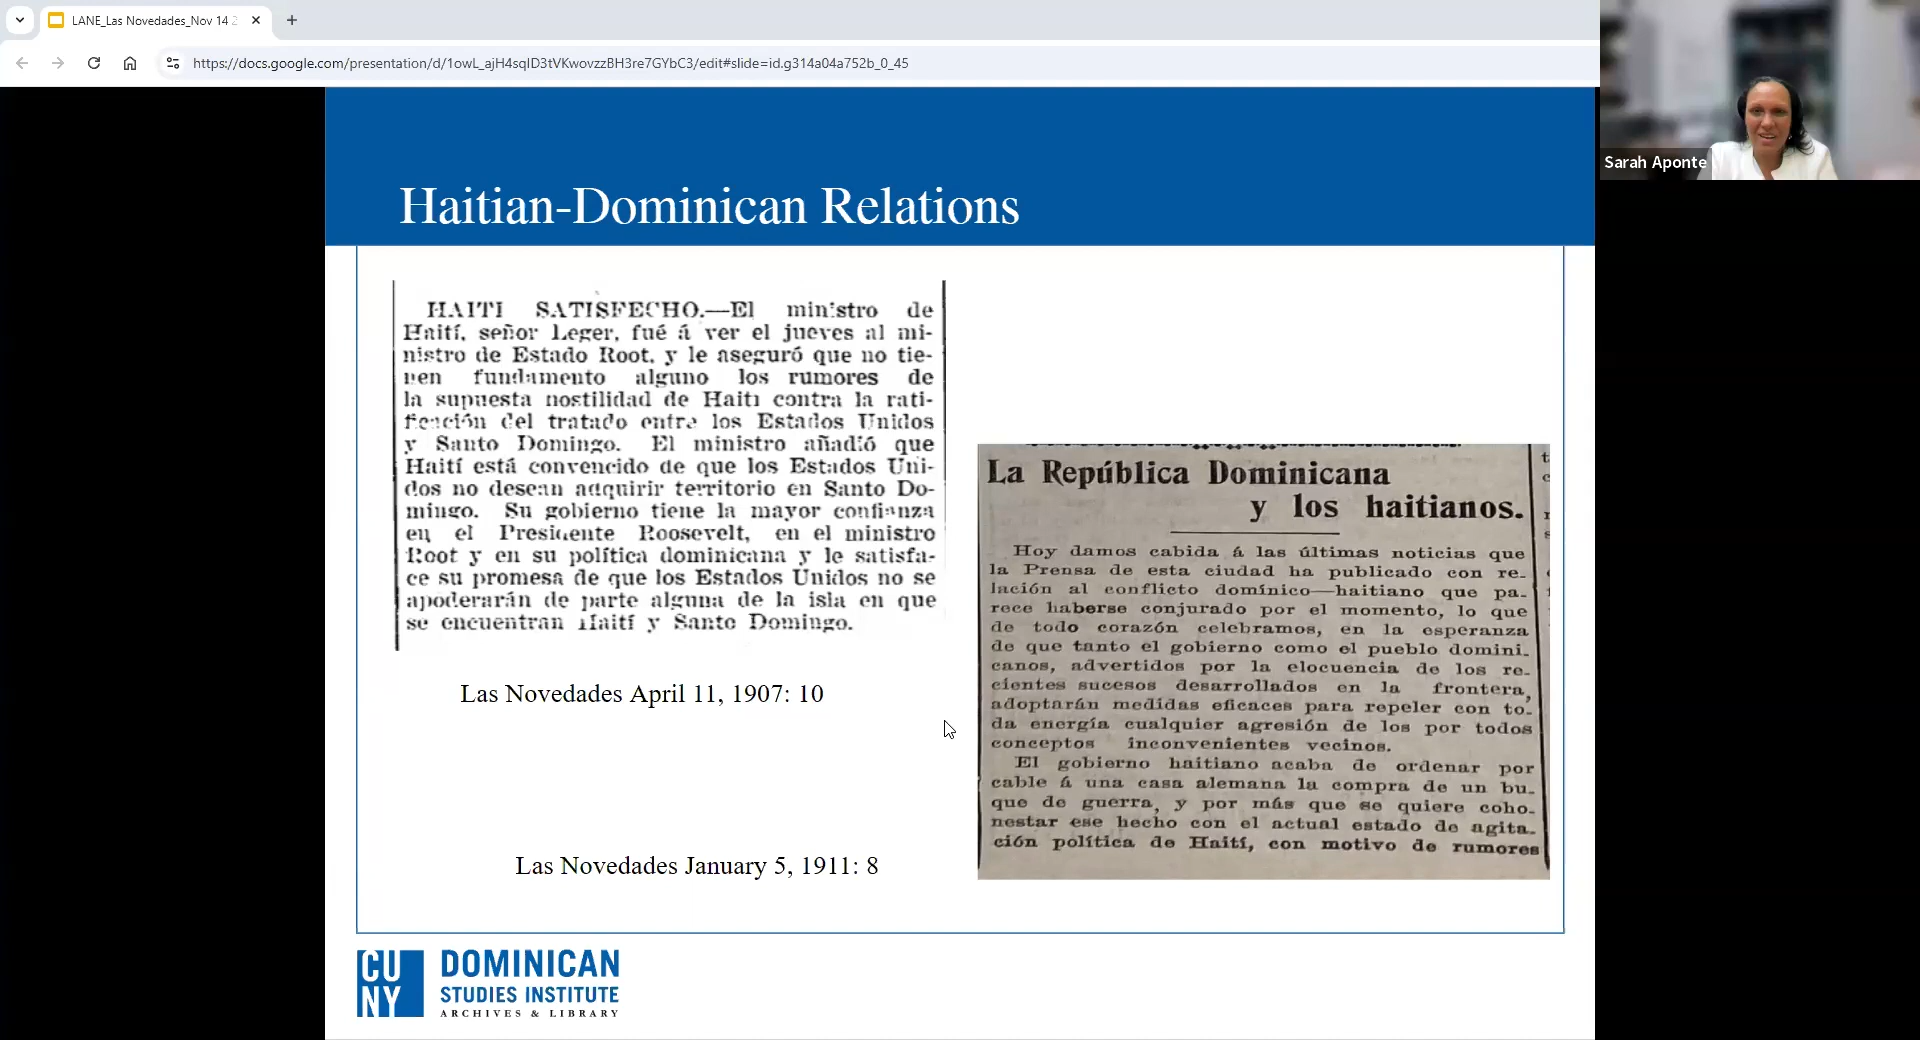 LANE_Las Novedades_Nov 14 2
https://docs.google.com/presentation/d/1owL_ajH4sqlD3tVKwovzzBH3re7GYbC3/edit#slide=id.g314a04a752b_0_45
Sarah Aponte
Haitian-Dominican Relations
HAITI SATISFECHO.—El ministro de
Haití, señor Leger, fué á ver el jueves al mi-
nistro de Estado Root, y le aseguró que no tie-
nen fundamento alguno los rumores de
la supuesta hostilidad de Haití contra la rati-
ficación del tratado entre los Estados Unidos
y Santo Domingo. El ministro añadió que
Haití está convencido de que los Estados Uni-
dos no desean adquirir territorio en Santo Do-
mingo. Su gobierno tiene la mayor confianza
en el Presidente Roosevelt, en el ministro
Root y en su política dominicana y le satisfa-
ce su promesa de que los Estados Unidos no se
apoderarán de parte alguna de la isla en que
se encuentran Haití y Santo Domingo.
Las Novedades April 11, 1907: 10
La República Dominicana
y los haitianos.
Hoy damos cabida á las últimas noticias que
la Prensa de esta ciudad ha publicado con re-
lación al conflicto domínico—haitiano que pa-
rece haberse conjurado por el momento, lo que
de todo corazón celebramos, en la esperanza
de que tanto el gobierno como el pueblo domini-
canos, advertidos por la elocuencia de los re-
cientes sucesos desarrollados en la frontera,
adoptarán medidas eficaces para repeler con to-
da energía cualquier agresión de los por todos
conceptos inconvenientes vecinos.
El gobierno haitiano acaba de ordenar por
cable á una casa alemana la compra de un bu-
que de guerra, y por más que se quiere coho-
nestar ese hecho con el actual estado de agita-
ción política de Haití, con motivo de rumores
Las Novedades January 5, 1911: 8
CU
NY
DOMINICAN
STUDIES INSTITUTE
ARCHIVES & LIBRARY